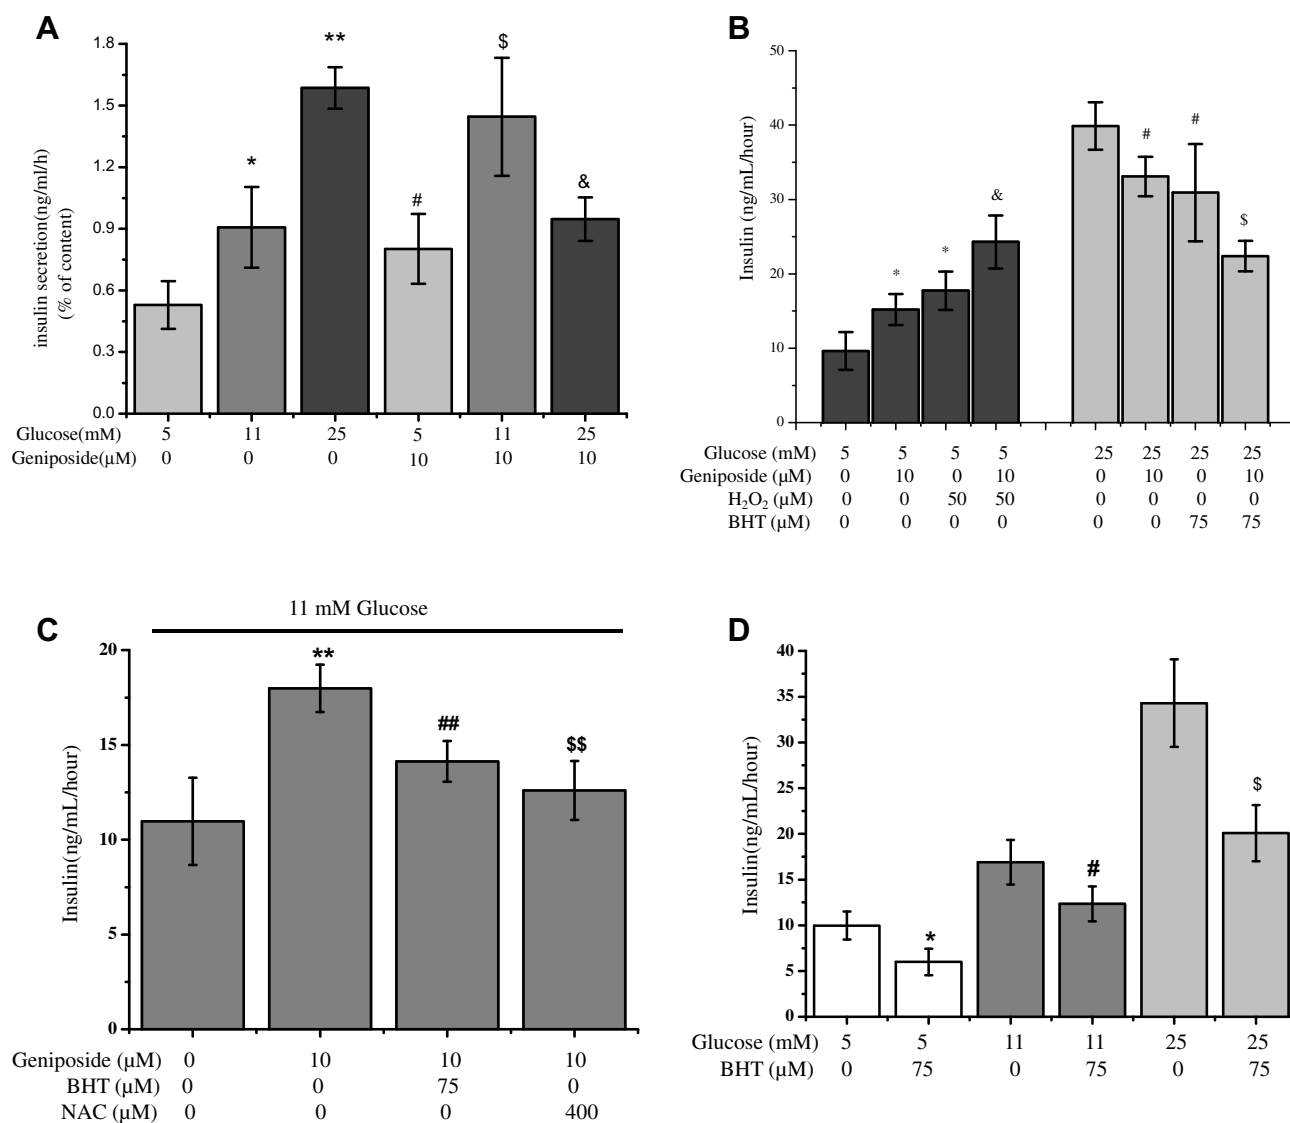 A
1.8
1.5
1.2
0.9
0.6
0.3
0.0
insulin secretion(ng/ml/h)
(% of content)
*
**
#
$
&
Glucose(mM) 5 11 25 5 11 25
Geniposide(µM) 0 0 0 10 10 10
B
50
40
30
20
10
0
Insulin (ng/mL/hour)
*
*
&
#
#
$
Glucose (mM) 5 5 5 5 25 25 25 25
Geniposide (µM) 0 10 0 10 0 10 0 10
H₂O₂ (µM) 0 0 50 50 0 0 0 0
BHT (µM) 0 0 0 0 0 0 75 75
C
11 mM Glucose
20
15
10
5
0
Insulin(ng/mL/hour)
**
##
$$
Geniposide (µM) 0 10 10 10
BHT (µM) 0 0 75 0
NAC (µM) 0 0 0 400
D
40
35
30
25
20
15
10
5
0
Insulin(ng/mL/hour)
*
#
$
Glucose (mM) 5 5 11 11 25 25
BHT (µM) 0 75 0 75 0 75